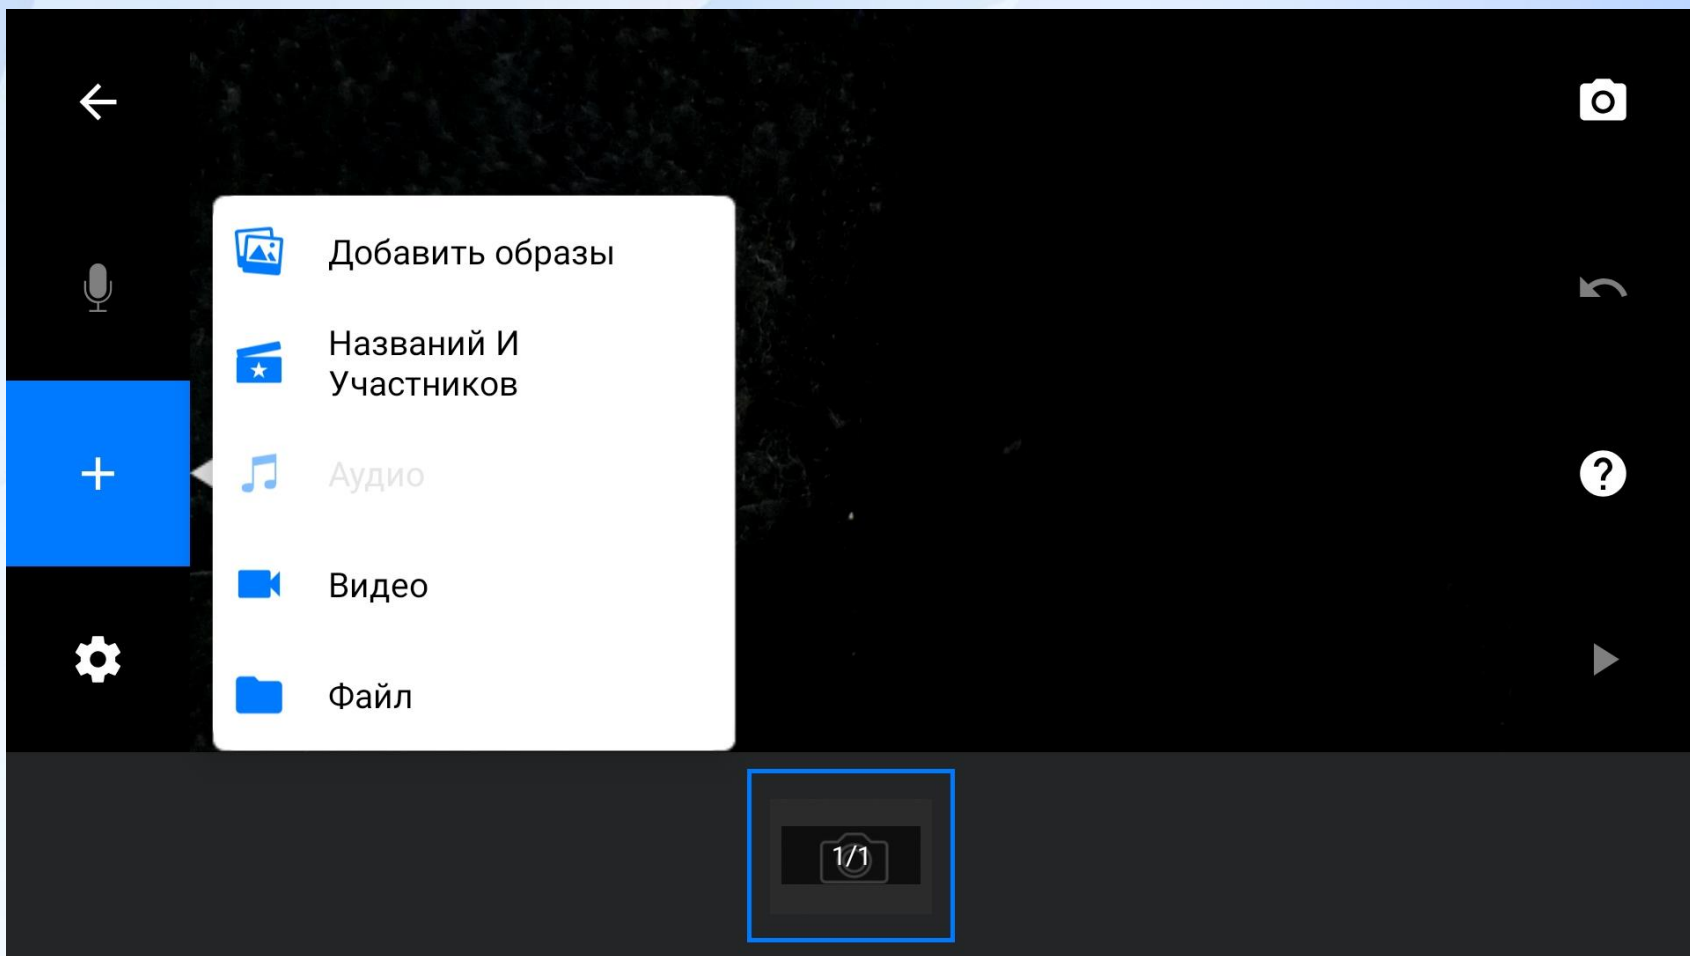 Добавить образы
Названий И
Участников
Аудио
Видео
Файл
1/1